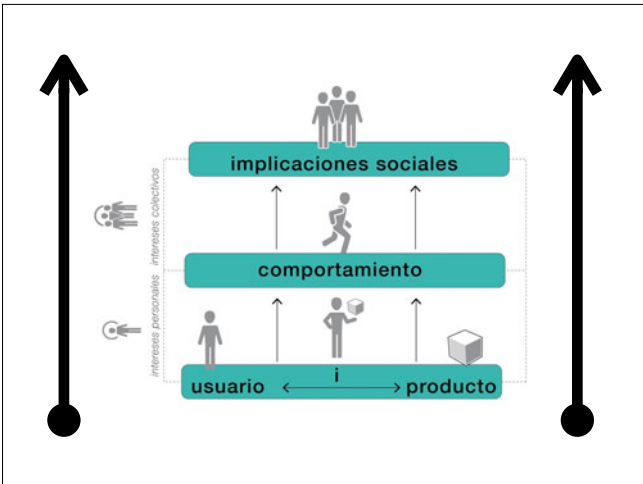 implicaciones sociales
intereses colectivos
comportamiento
intereses personales
i
usuario producto